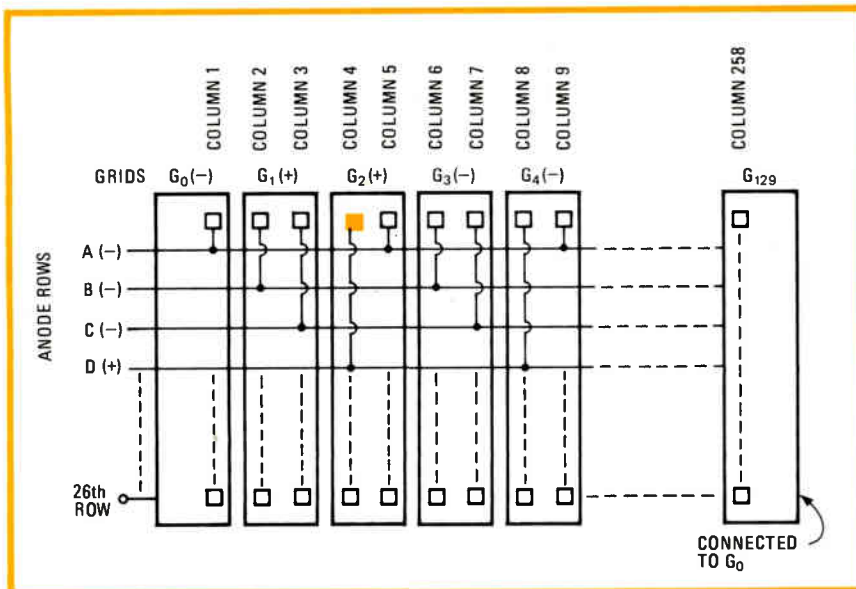 COLUMN 1
COLUMN 2
COLUMN 3
COLUMN 4
COLUMN 5
COLUMN 6
COLUMN 7
COLUMN 8
COLUMN 9
COLUMN 258
GRIDS G₀(−) G₁(+) G₂(+) G₃(−) G₄(−) G₁₂₉
ANODE ROWS
A (−)
B (−)
C (−)
D (+)
26th
ROW
CONNECTED
TO G₀